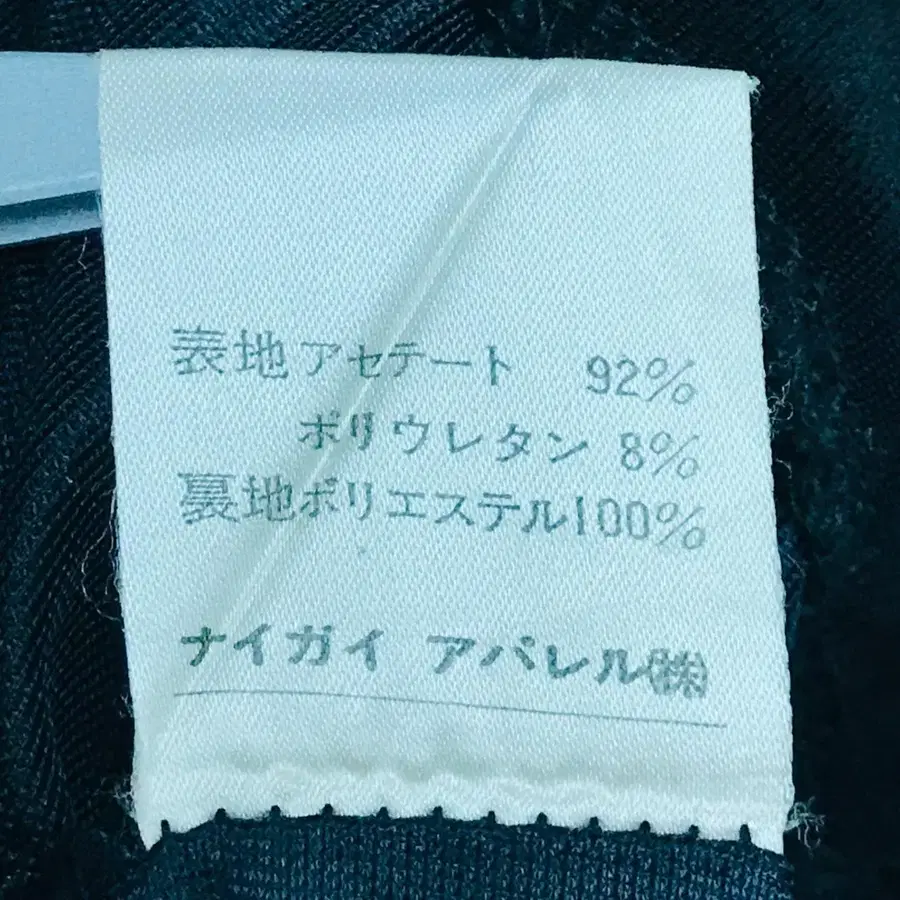 表地アセテート 92%
ポリウレタン 8%
裏地ポリエステル100%
ナイガイ アパレル㈱